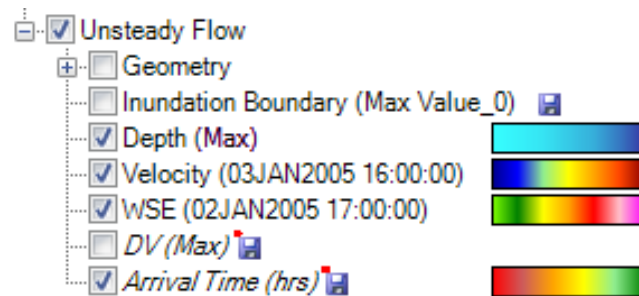 Unsteady Flow
Geometry
Inundation Boundary (Max Value_0)
Depth (Max)
Velocity (03JAN2005 16:00:00)
WSE (02JAN2005 17:00:00)
DV (Max)
Arrival Time (hrs)